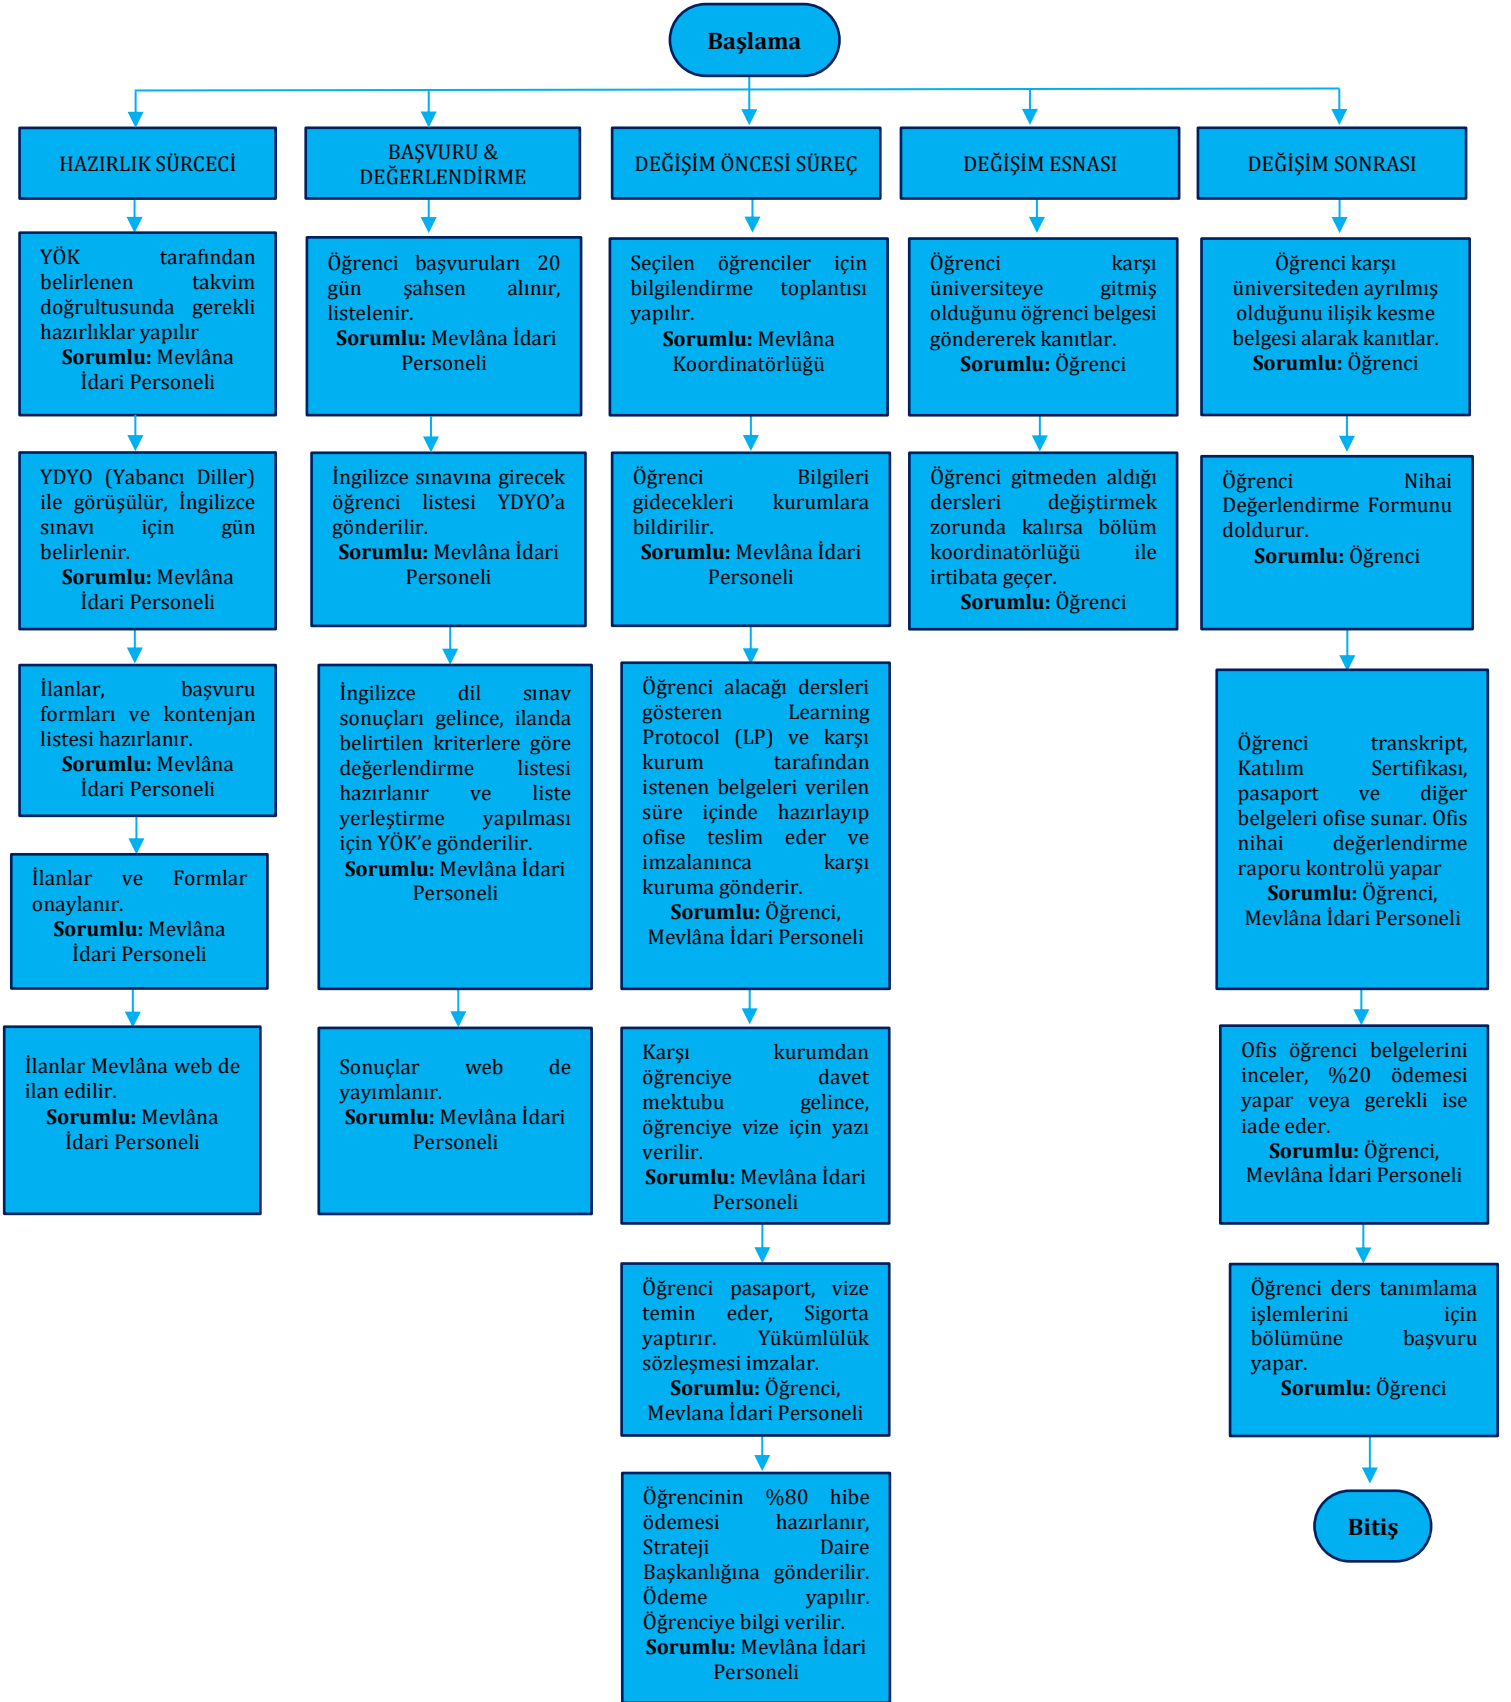 Başlama
HAZIRLIK SÜRCECİ
YÖK tarafından
belirlenen takvim
doğrultusunda gerekli
hazırlıklar yapılır
Sorumlu: Mevlâna
İdari Personeli
YDYO (Yabancı Diller)
ile görüşülür, İngilizce
sınavı için gün
belirlenir.
Sorumlu: Mevlâna
İdari Personeli
İlanlar, başvuru
formları ve kontenjan
listesi hazırlanır.
Sorumlu: Mevlâna
İdari Personeli
İlanlar ve Formlar
onaylanır.
Sorumlu: Mevlâna
İdari Personeli
İlanlar Mevlâna web de
ilan edilir.
Sorumlu: Mevlâna
İdari Personeli
BAŞVURU &
DEĞERLENDİRME
Öğrenci başvuruları 20
gün şahsen alınır,
listelenir.
Sorumlu: Mevlâna İdari
Personeli
İngilizce sınavına girecek
öğrenci listesi YDYO’a
gönderilir.
Sorumlu: Mevlâna İdari
Personeli
İngilizce dil sınav
sonuçları gelince, ilanda
belirtilen kriterlere göre
değerlendirme listesi
hazırlanır ve liste
yerleştirme yapılması
için YÖK’e gönderilir.
Sorumlu: Mevlâna İdari
Personeli
Sonuçlar web de
yayımlanır.
Sorumlu: Mevlâna İdari
Personeli
DEĞİŞİM ÖNCESİ SÜREÇ
Seçilen öğrenciler için
bilgilendirme toplantısı
yapılır.
Sorumlu: Mevlâna
Koordinatörlüğü
Öğrenci Bilgileri
gidecekleri kurumlara
bildirilir.
Sorumlu: Mevlâna İdari
Personeli
Öğrenci alacağı dersleri
gösteren Learning
Protocol (LP) ve karşı
kurum tarafından
istenen belgeleri verilen
süre içinde hazırlayıp
ofise teslim eder ve
imzalanınca karşı
kuruma gönderir.
Sorumlu: Öğrenci,
Mevlâna İdari Personeli
Karşı kurumdan
öğrenciye davet
mektubu gelince,
öğrenciye vize için yazı
verilir.
Sorumlu: Mevlâna İdari
Personeli
Öğrenci pasaport, vize
temin eder, Sigorta
yaptırır. Yükümlülük
sözleşmesi imzalar.
Sorumlu: Öğrenci,
Mevlana İdari Personeli
Öğrencinin %80 hibe
ödemesi hazırlanır,
Strateji Daire
Başkanlığına gönderilir.
Ödeme yapılır.
Öğrenciye bilgi verilir.
Sorumlu: Mevlâna İdari
Personeli
DEĞİŞİM ESNASI
Öğrenci karşı
üniversiteye gitmiş
olduğunu öğrenci belgesi
göndererek kanıtlar.
Sorumlu: Öğrenci
Öğrenci gitmeden aldığı
dersleri değiştirmek
zorunda kalırsa bölüm
koordinatörlüğü ile
irtibata geçer.
Sorumlu: Öğrenci
DEĞİŞİM SONRASI
Öğrenci karşı
üniversiteden ayrılmış
olduğunu ilişik kesme
belgesi alarak kanıtlar.
Sorumlu: Öğrenci
Öğrenci Nihai
Değerlendirme Formunu
doldurur.
Sorumlu: Öğrenci
Öğrenci transkript,
Katılım Sertifikası,
pasaport ve diğer
belgeleri ofise sunar. Ofis
nihai değerlendirme
raporu kontrolü yapar
Sorumlu: Öğrenci,
Mevlâna İdari Personeli
Ofis öğrenci belgelerini
inceler, %20 ödemesi
yapar veya gerekli ise
iade eder.
Sorumlu: Öğrenci,
Mevlâna İdari Personeli
Öğrenci ders tanımlama
işlemlerini için
bölümüne başvuru
yapar.
Sorumlu: Öğrenci
Bitiş